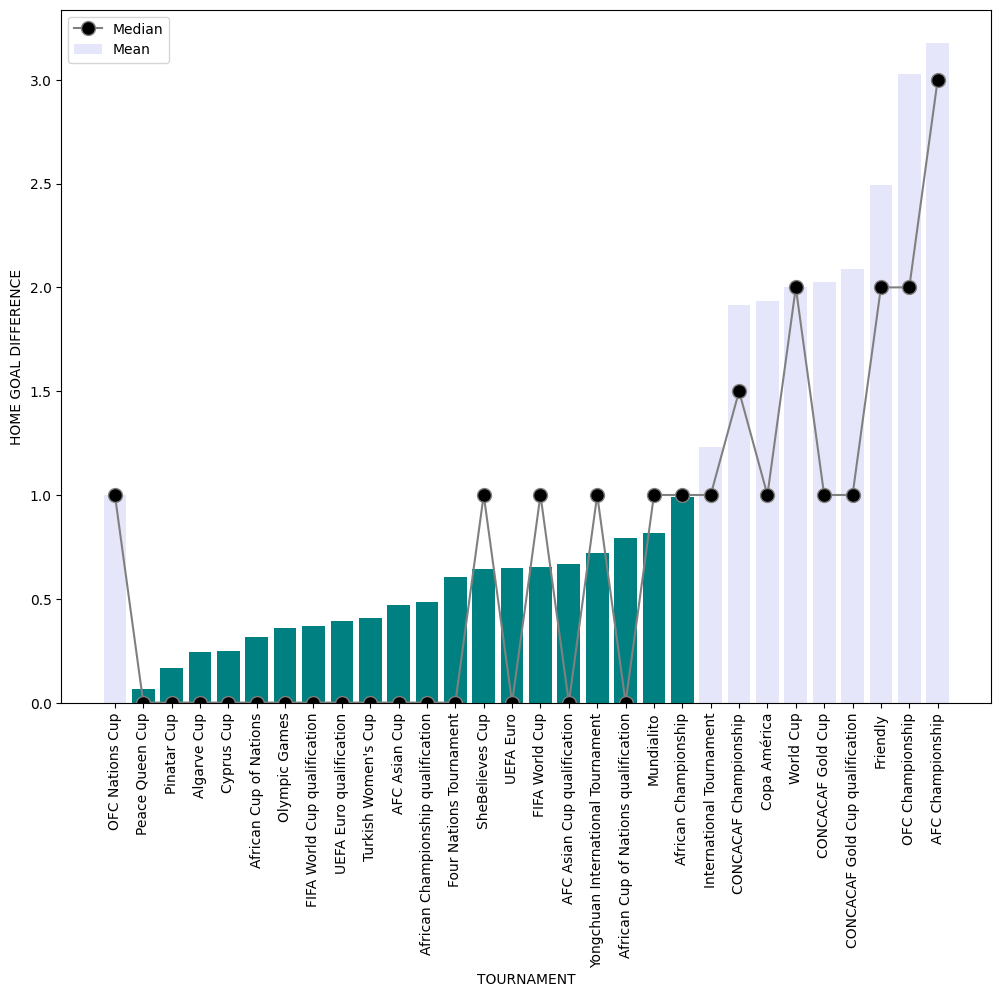 Median
Mean
3.0
2.5
2.0
1.5
1.0
0.5
0.0
HOME GOAL DIFFERENCE
OFC Nations Cup
Peace Queen Cup
Pinatar Cup
Algarve Cup
Cyprus Cup
African Cup of Nations
Olympic Games
FIFA World Cup qualification
UEFA Euro qualification
Turkish Women's Cup
AFC Asian Cup
African Championship qualification
Four Nations Tournament
SheBelieves Cup
UEFA Euro
FIFA World Cup
AFC Asian Cup qualification
Yongchuan International Tournament
African Cup of Nations qualification
Mundialito
African Championship
International Tournament
CONCACAF Championship
Copa América
World Cup
CONCACAF Gold Cup
CONCACAF Gold Cup qualification
Friendly
OFC Championship
AFC Championship
TOURNAMENT